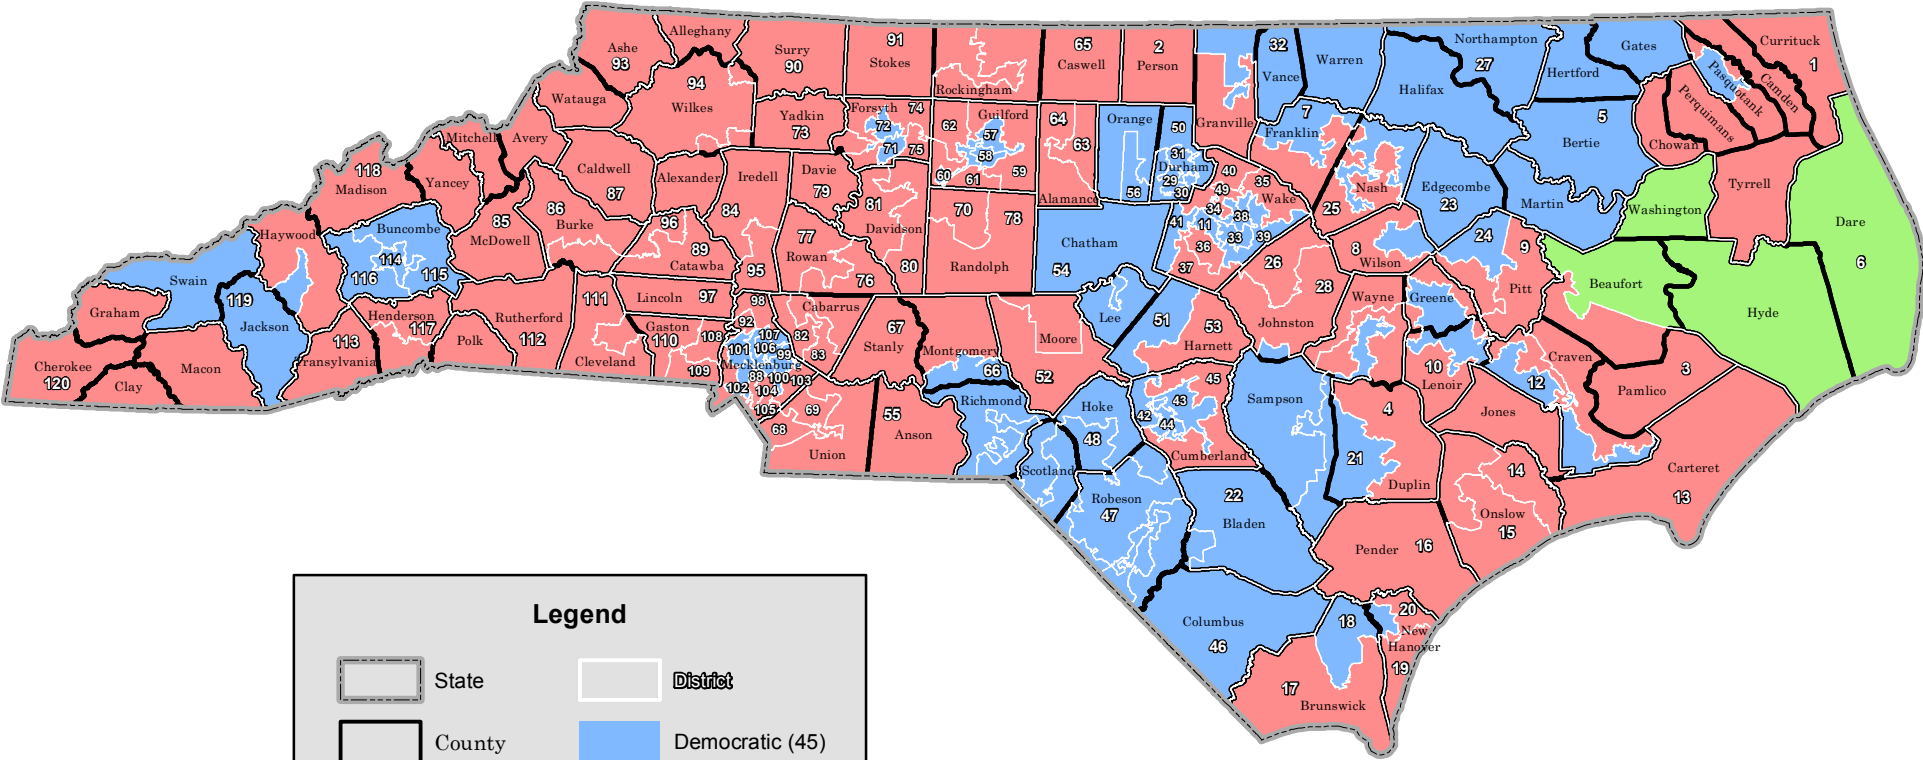 Alleghany
Ashe
93
Surry
90
91
Stokes
Rockingham
65
Caswell
2
Person
Granville
32
Vance
Warren
Northampton
27
Halifax
Hertford
Gates
Currituck
1
Camden
Pasquotank
Perquimans
Chowan
5
Bertie
Watauga
94
Wilkes
Yadkin
73
Forsyth
74
72
71
75
62
Guilford
57
58
60
61
59
64
63
Alamance
Orange
56
50
31
Durham
29
30
7
Franklin
25
Nash
Edgecombe
23
Martin
Washington
Tyrrell
Dare
6
Mitchell
Avery
118
Madison
Yancey
Caldwell
87
Alexander
Iredell
84
Davie
79
81
Davidson
80
70
78
Randolph
Chatham
54
40
49
35
Wake
34
38
41
11
33
39
36
37
26
28
Johnston
8
Wilson
24
9
Pitt
Beaufort
Hyde
Haywood
Buncombe
114
116
115
85
McDowell
86
Burke
96
89
Catawba
95
77
Rowan
76
Swain
119
Jackson
Graham
Cherokee
120
Clay
Macon
113
Transylvania
Henderson
117
Polk
Rutherford
112
111
Cleveland
Lincoln
97
Gaston
110
108
109
98
92
107
101
106
99
Mecklenburg
88
100
103
102
104
105
Cabarrus
82
83
67
Stanly
Montgomery
66
Moore
52
Lee
51
53
Harnett
Wayne
Greene
10
Lenoir
Craven
12
Jones
3
Pamlico
69
68
Union
55
Anson
Richmond
Scotland
Hoke
48
45
43
42
44
Cumberland
Sampson
21
4
Duplin
14
Onslow
15
Carteret
13
Robeson
47
22
Bladen
Pender
16
Columbus
46
18
20
New
Hanover
19
17
Brunswick
Legend
State
District
County
Democratic (45)